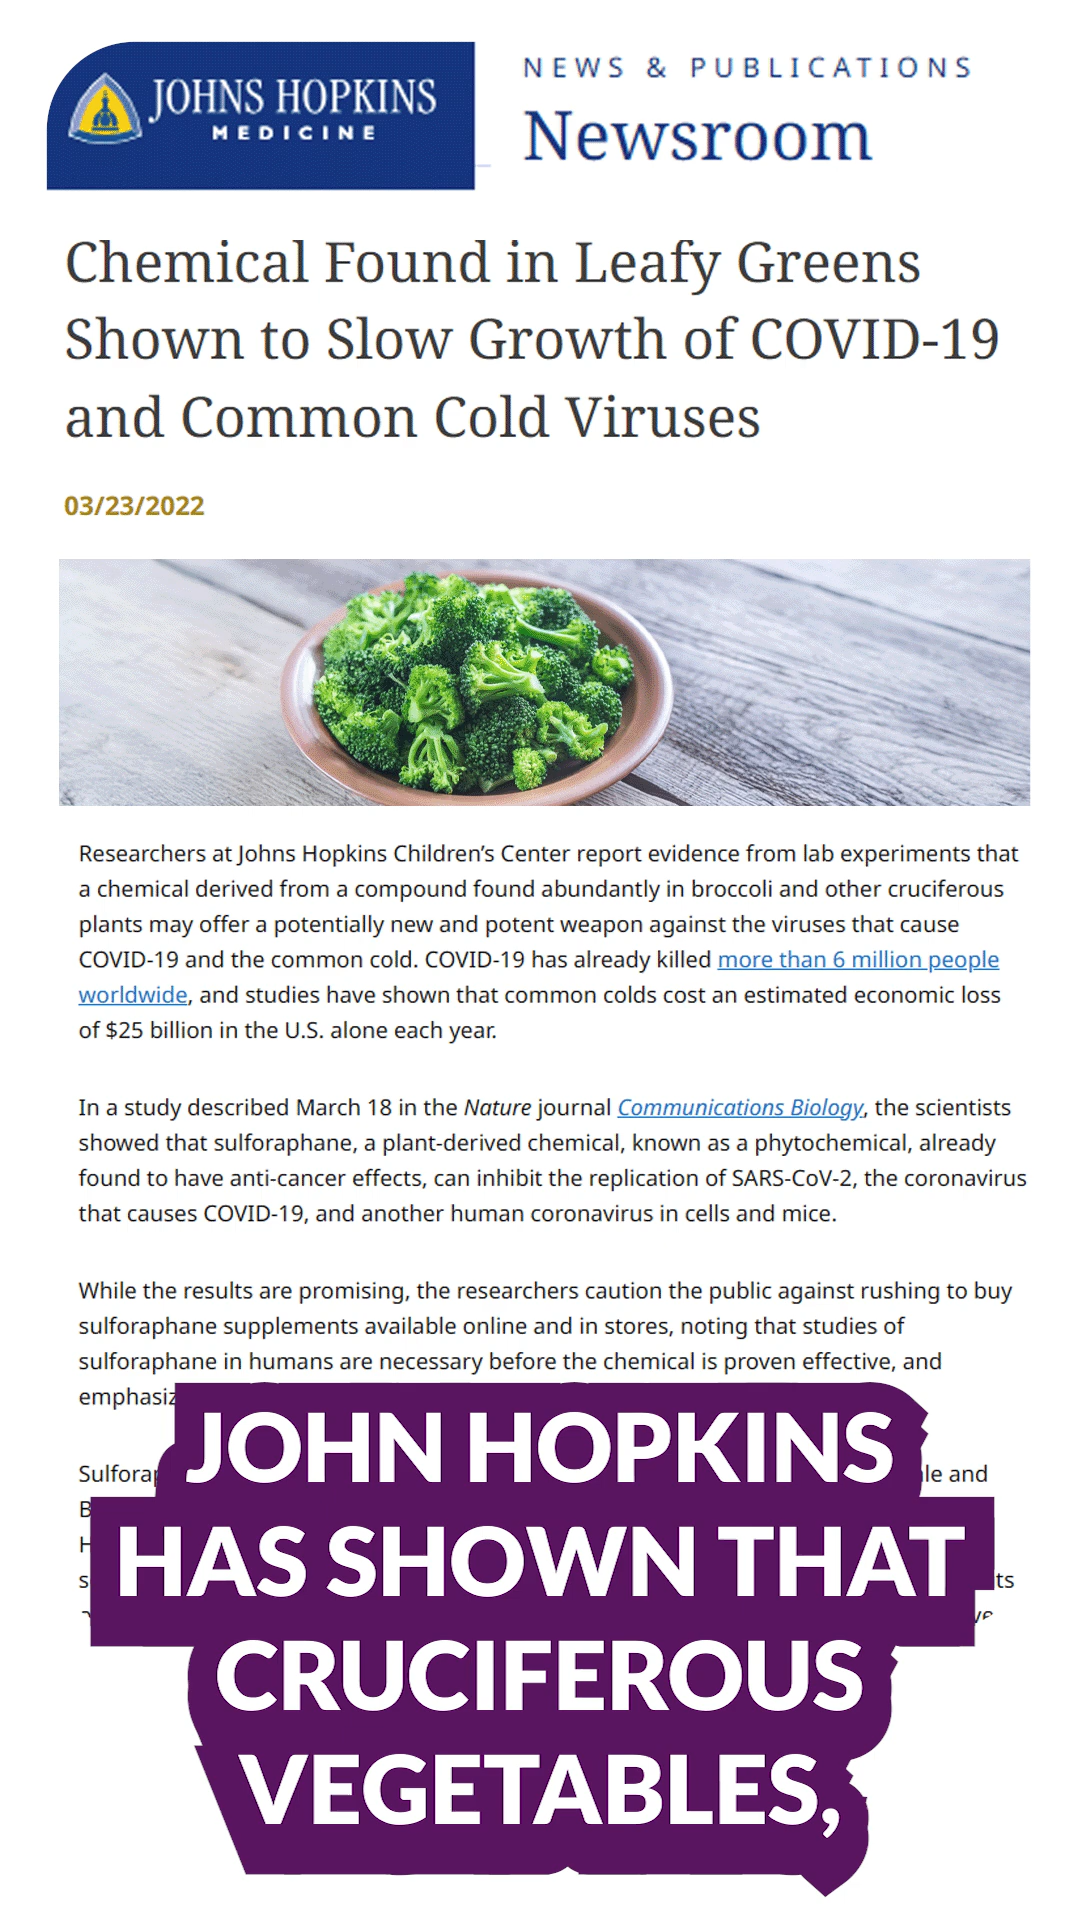 JOHNS HOPKINS
MEDICINE
NEWS & PUBLICATIONS
Newsroom
Chemical Found in Leafy Greens
Shown to Slow Growth of COVID-19
and Common Cold Viruses
03/23/2022
Researchers at Johns Hopkins Children’s Center report evidence from lab experiments that
a chemical derived from a compound found abundantly in broccoli and other cruciferous
plants may offer a potentially new and potent weapon against the viruses that cause
COVID-19 and the common cold. COVID-19 has already killed more than 6 million people
worldwide, and studies have shown that common colds cost an estimated economic loss
of $25 billion in the U.S. alone each year.
In a study described March 18 in the Nature journal Communications Biology, the scientists
showed that sulforaphane, a plant-derived chemical, known as a phytochemical, already
found to have anti-cancer effects, can inhibit the replication of SARS-CoV-2, the coronavirus
that causes COVID-19, and another human coronavirus in cells and mice.
While the results are promising, the researchers caution the public against rushing to buy
sulforaphane supplements available online and in stores, noting that studies of
sulforaphane in humans are necessary before the chemical is proven effective, and
JOHN HOPKINS
and
HAS SHOWN THAT
CRUCIFEROUS
VEGETABLES,